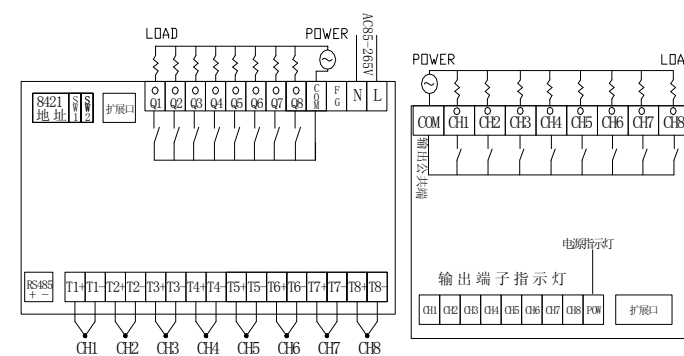 LOAD
POWER
AC85-265V
8421
地址
SW1
SW2
扩展口
Q1 Q2 Q3 Q4 Q5 Q6 Q7 Q8 COM FG N L
RS485
+ -
T1+ T1- T2+ T2- T3+ T3- T4+ T4- T5+ T5- T6+ T6- T7+ T7- T8+ T8-
CH1 CH2 CH3 CH4 CH5 CH6 CH7 CH8
POWER
LOA
COM CH1 CH2 CH3 CH4 CH5 CH6 CH7 CH8
输出公共端
电源指示灯
输出端子指示灯
CH1 CH2 CH3 CH4 CH5 CH6 CH7 CH8 POW
扩展口